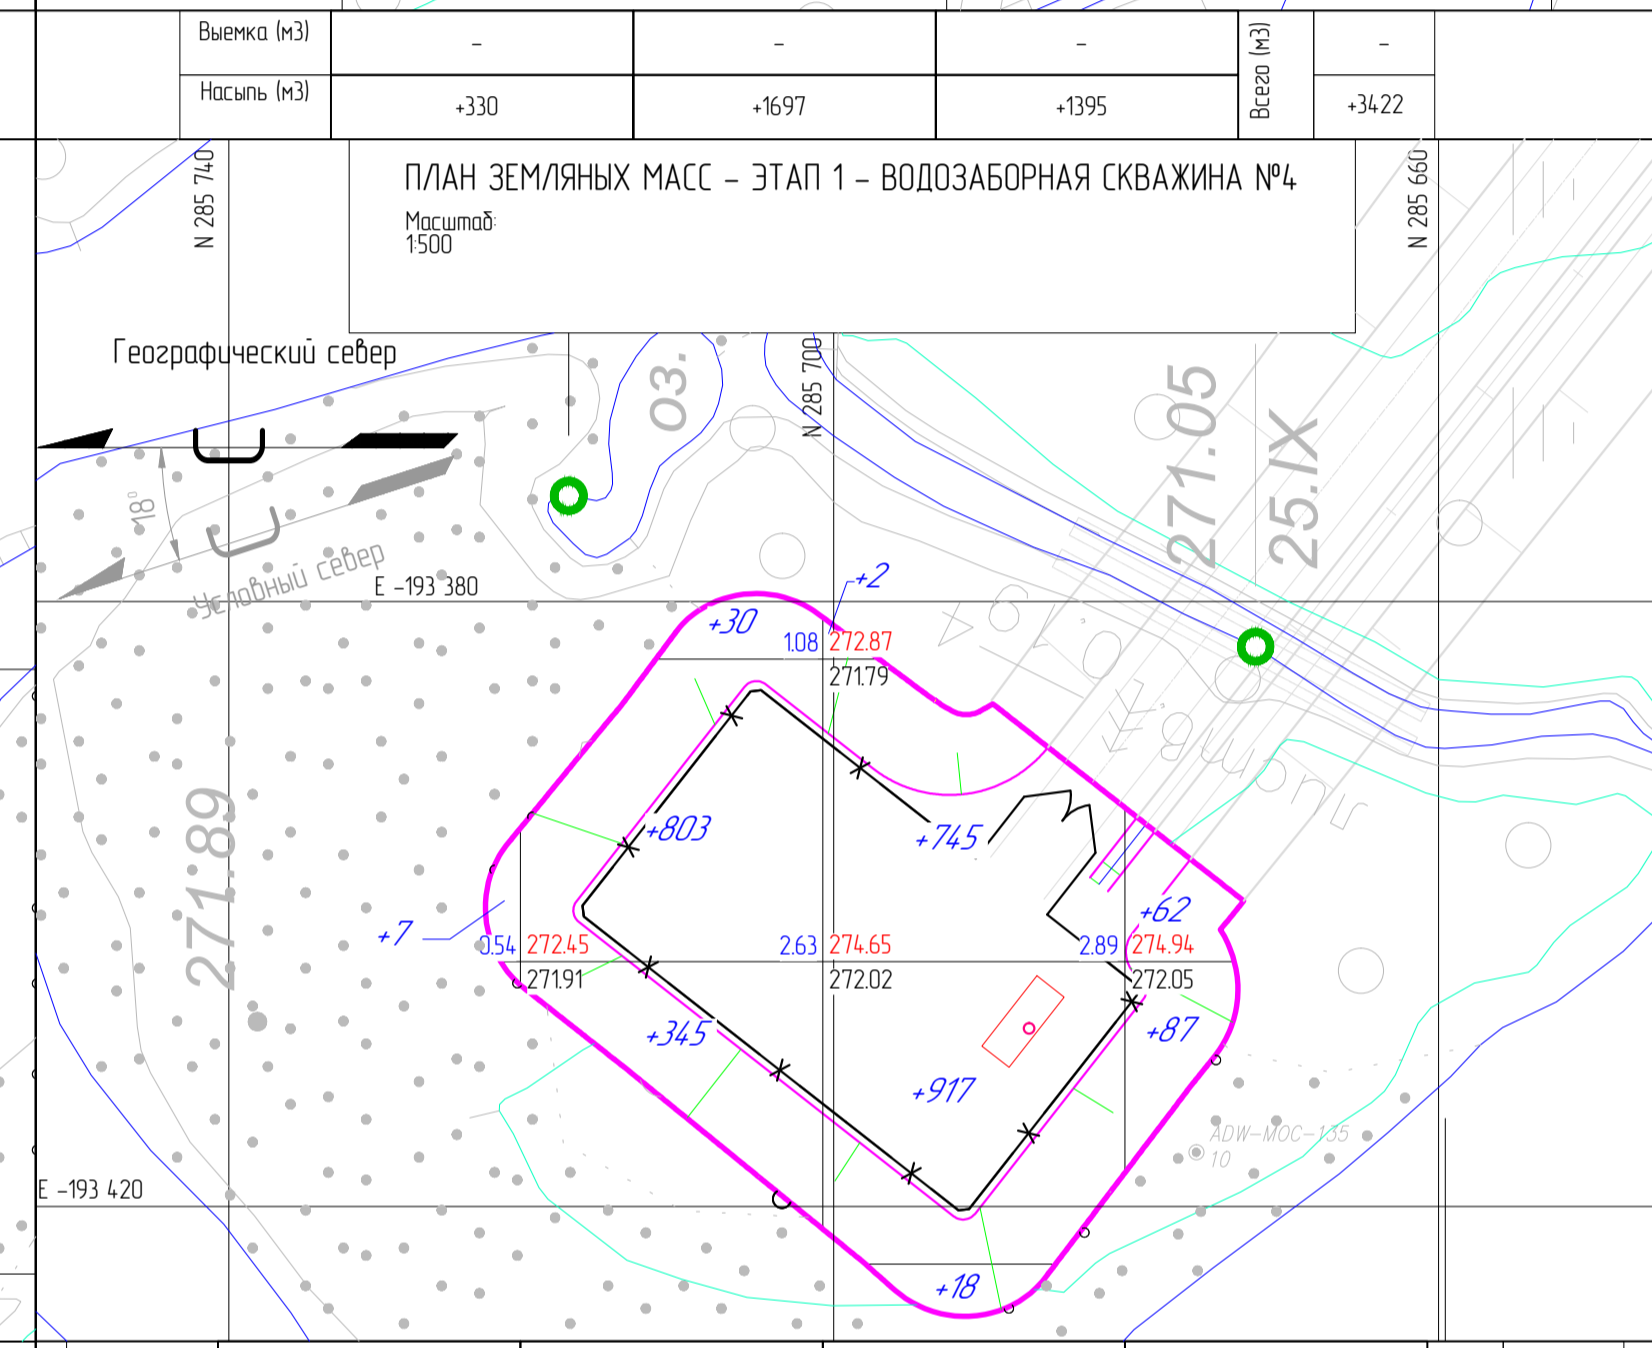 Выемка (м3) – – – Всего (м3) –
Насыпь (м3) +330 +1697 +1395 +3422
ПЛАН ЗЕМЛЯНЫХ МАСС – ЭТАП 1 – ВОДОЗАБОРНАЯ СКВАЖИНА №4
Масштаб:
1:500
N 285 740
N 285 660
Географический север
N 285 700
оз.
271.05
25.IX
18°
Условный север
E -193 380
+2
+30
1.08 272.87
271.79
+803
+745
271.89
+62
+7
0.54 272.45
271.91
2.63 274.65
272.02
2.89 274.94
272.05
+345
+87
+917
ADW-MOC-135
10
E -193 420
+18